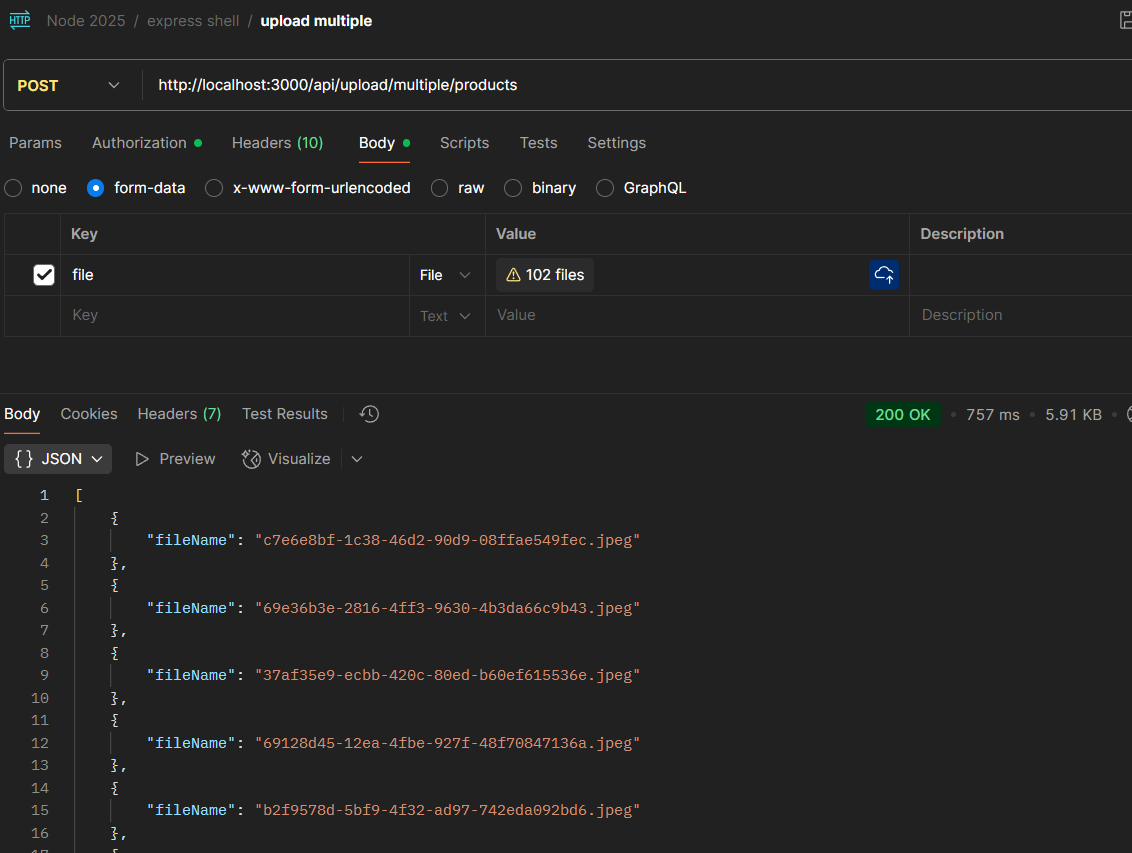 HTTP Node 2025 / express shell / upload multiple
POST http://localhost:3000/api/upload/multiple/products
Params Authorization Headers (10) Body Scripts Tests Settings
none form-data x-www-form-urlencoded raw binary GraphQL
Key Value Description
file File 102 files
Key Text Value Description
Body Cookies Headers (7) Test Results 200 OK 757 ms 5.91 KB
{} JSON Preview Visualize
1 [
2 {
3 "fileName": "c7e6e8bf-1c38-46d2-90d9-08ffae549fec.jpeg"
4 },
5 {
6 "fileName": "69e36b3e-2816-4ff3-9630-4b3da66c9b43.jpeg"
7 },
8 {
9 "fileName": "37af35e9-ecbb-420c-80ed-b60ef615536e.jpeg"
10 },
11 {
12 "fileName": "69128d45-12ea-4fbe-927f-48f70847136a.jpeg"
13 },
14 {
15 "fileName": "b2f9578d-5bf9-4f32-ad97-742eda092bd6.jpeg"
16 },
17 {